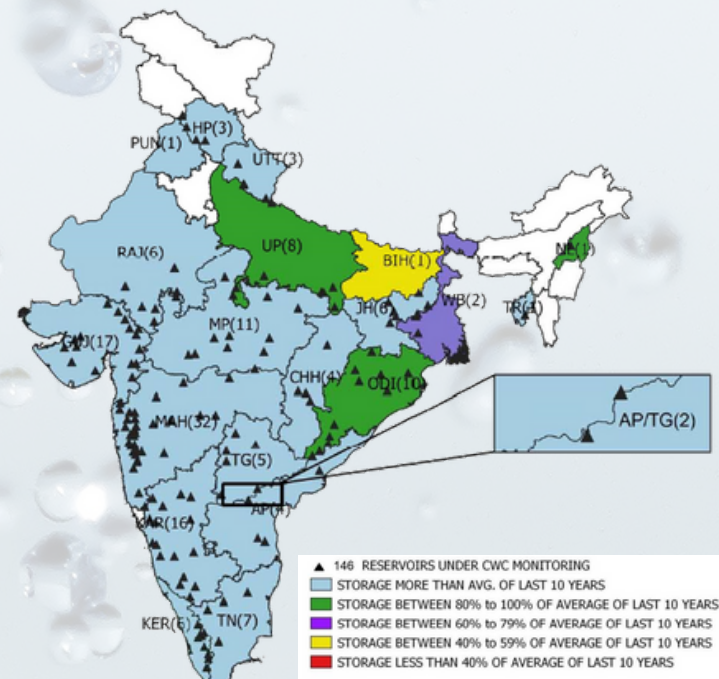 HP(3)
PUN(1)
UTT(3)
RAJ(6)
UP(8)
BIH(1)
NE(1)
WB(2)
JH(6)
MP(11)
GUJ(17)
CHH(4)
ODI(10)
MAH(32)
TG(5)
AP/TG(2)
AP(4)
KAR(16)
KER(6)
TN(7)
146 RESERVOIRS UNDER CWC MONITORING
STORAGE MORE THAN AVG. OF LAST 10 YEARS
STORAGE BETWEEN 80% to 100% OF AVERAGE OF LAST 10 YEARS
STORAGE BETWEEN 60% to 79% OF AVERAGE OF LAST 10 YEARS
STORAGE BETWEEN 40% to 59% OF AVERAGE OF LAST 10 YEARS
STORAGE LESS THAN 40% OF AVERAGE OF LAST 10 YEARS